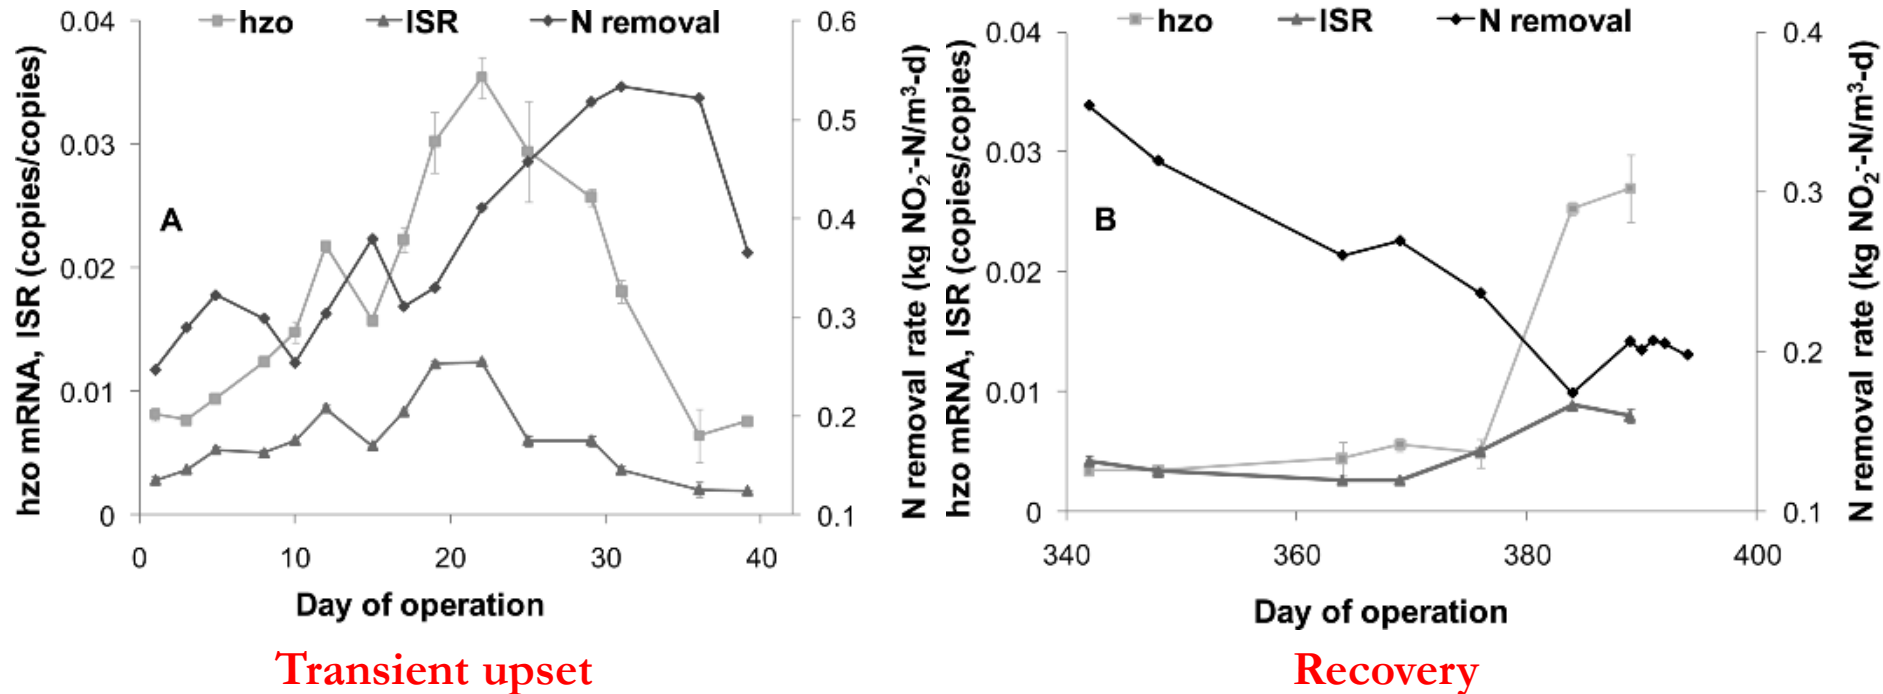 hzo ISR N removal
0.04
0.03
0.02
0.01
0
0.6
0.5
0.4
0.3
0.2
0.1
0 10 20 30 40
A
hzo mRNA, ISR (copies/copies)
N removal rate (kg NO₂⁻-N/m³-d)
Day of operation
Transient upset
hzo ISR N removal
0.04
0.03
0.02
0.01
0
0.4
0.3
0.2
0.1
340 360 380 400
B
hzo mRNA, ISR (copies/copies)
N removal rate (kg NO₂⁻-N/m³-d)
Day of operation
Recovery